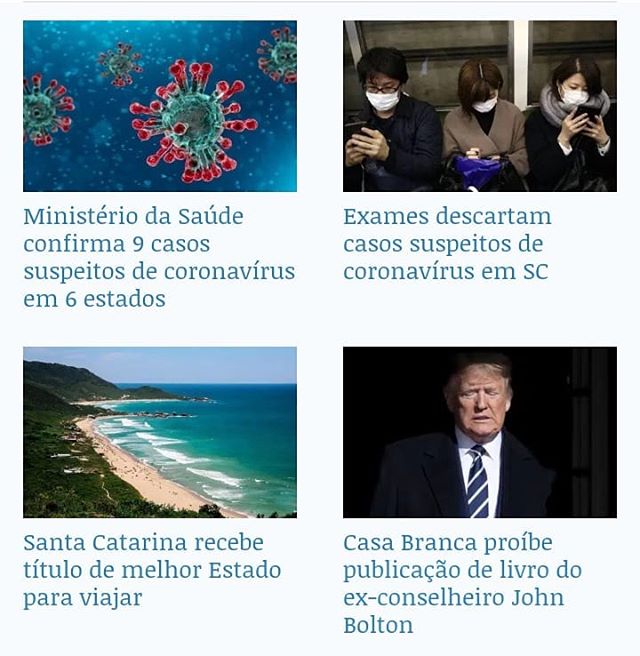 Ministério da Saúde
confirma 9 casos
suspeitos de coronavírus
em 6 estados
Exames descartam
casos suspeitos de
coronavírus em SC
Santa Catarina recebe
título de melhor Estado
para viajar
Casa Branca proíbe
publicação de livro do
ex-conselheiro John
Bolton